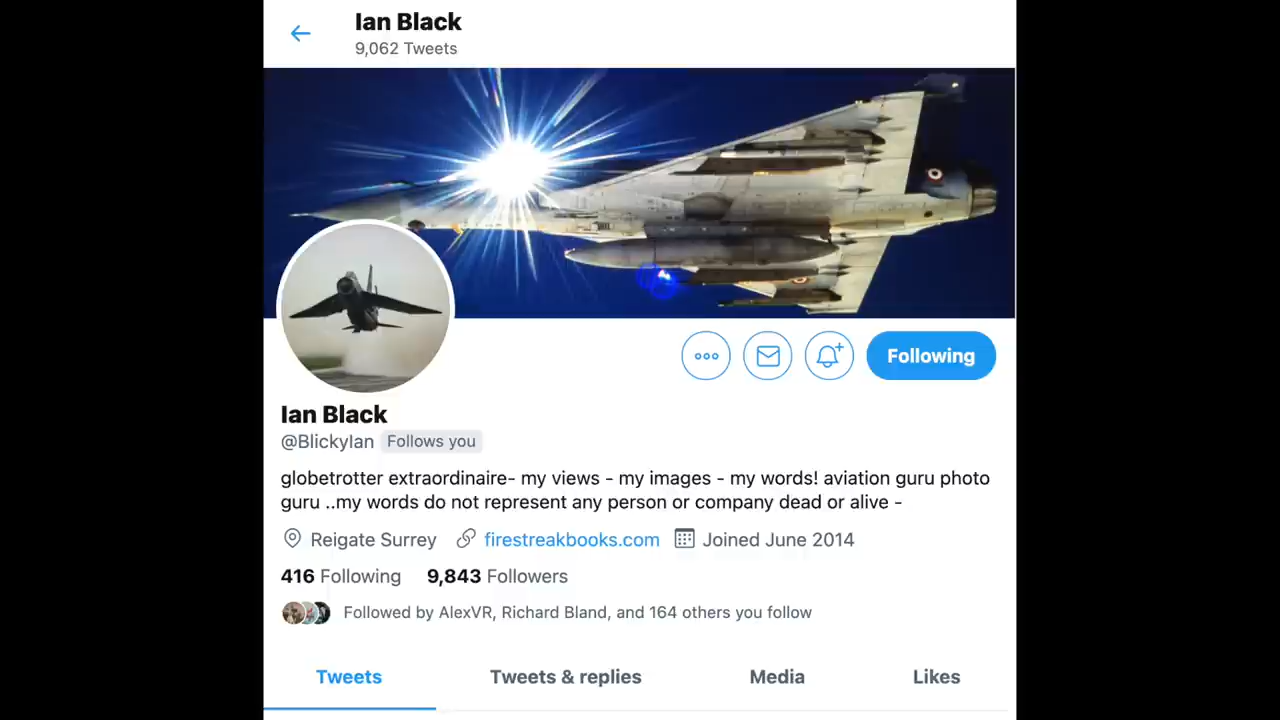 Ian Black
9,062 Tweets
Following
Ian Black
@BlickyIan Follows you
globetrotter extraordinaire- my views - my images - my words! aviation guru photo
guru ..my words do not represent any person or company dead or alive -
Reigate Surrey firestreakbooks.com Joined June 2014
416 Following 9,843 Followers
Followed by AlexVR, Richard Bland, and 164 others you follow
Tweets Tweets & replies Media Likes